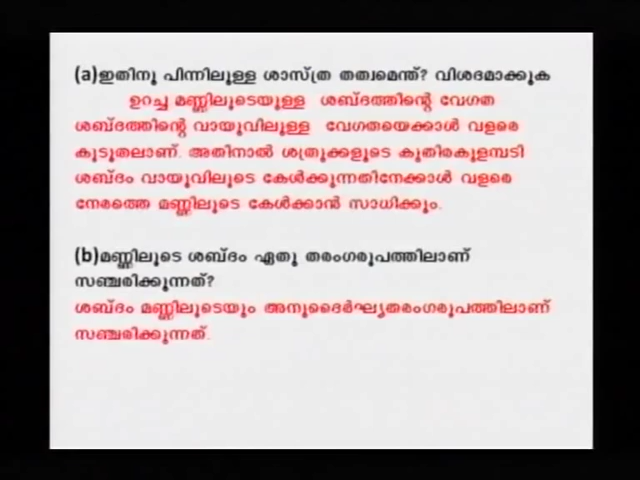 (a)ഇതിനു പിന്നിലുള്ള ശാസ്ത്ര തത്വമെന്ത്? വിശദമാക്കുക
ഉറച്ച മണ്ണിലൂടെയുള്ള ശബ്ദത്തിന്റെ വേഗത
ശബ്ദത്തിന്റെ വായുവിലുള്ള വേഗതയെക്കാൾ വളരെ
കൂടുതലാണ്. അതിനാൽ ശത്രുക്കളുടെ കുതിരകുളമ്പടി
ശബ്ദം വായുവിലൂടെ കേൾക്കുന്നതിനേക്കാൾ വളരെ
നേരത്തെ മണ്ണിലൂടെ കേൾക്കാൻ സാധിക്കും.
(b)മണ്ണിലൂടെ ശബ്ദം ഏതു തരംഗരൂപത്തിലാണ്
സഞ്ചരിക്കുന്നത്?
ശബ്ദം മണ്ണിലൂടെയും അനുദൈർഘ്യതരംഗരൂപത്തിലാണ്
സഞ്ചരിക്കുന്നത്.